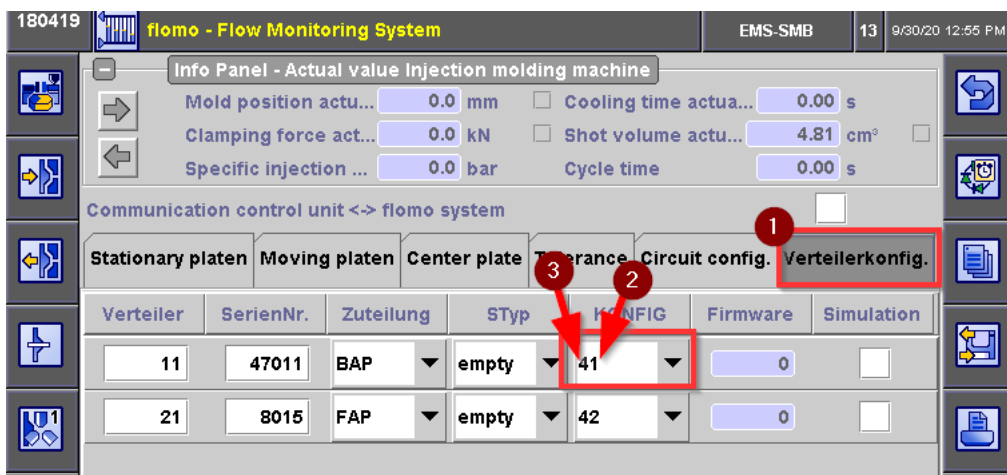 180419 flomo - Flow Monitoring System EMS-SMB 13 9/30/20 12:55 PM
Info Panel - Actual value Injection molding machine
Mold position actu... 0.0 mm Cooling time actua... 0.00 s
Clamping force act... 0.0 kN Shot volume actu... 4.81 cm³
Specific injection ... 0.0 bar Cycle time 0.00 s
Communication control unit <-> flomo system
1
Stationary platen Moving platen Center plate Circuit config. Verteilerkonfig.
3 2
Verteiler SerienNr. Zuteilung STyp KONFIG Firmware Simulation
11 47011 BAP empty 41 0
21 8015 FAP empty 42 0
1